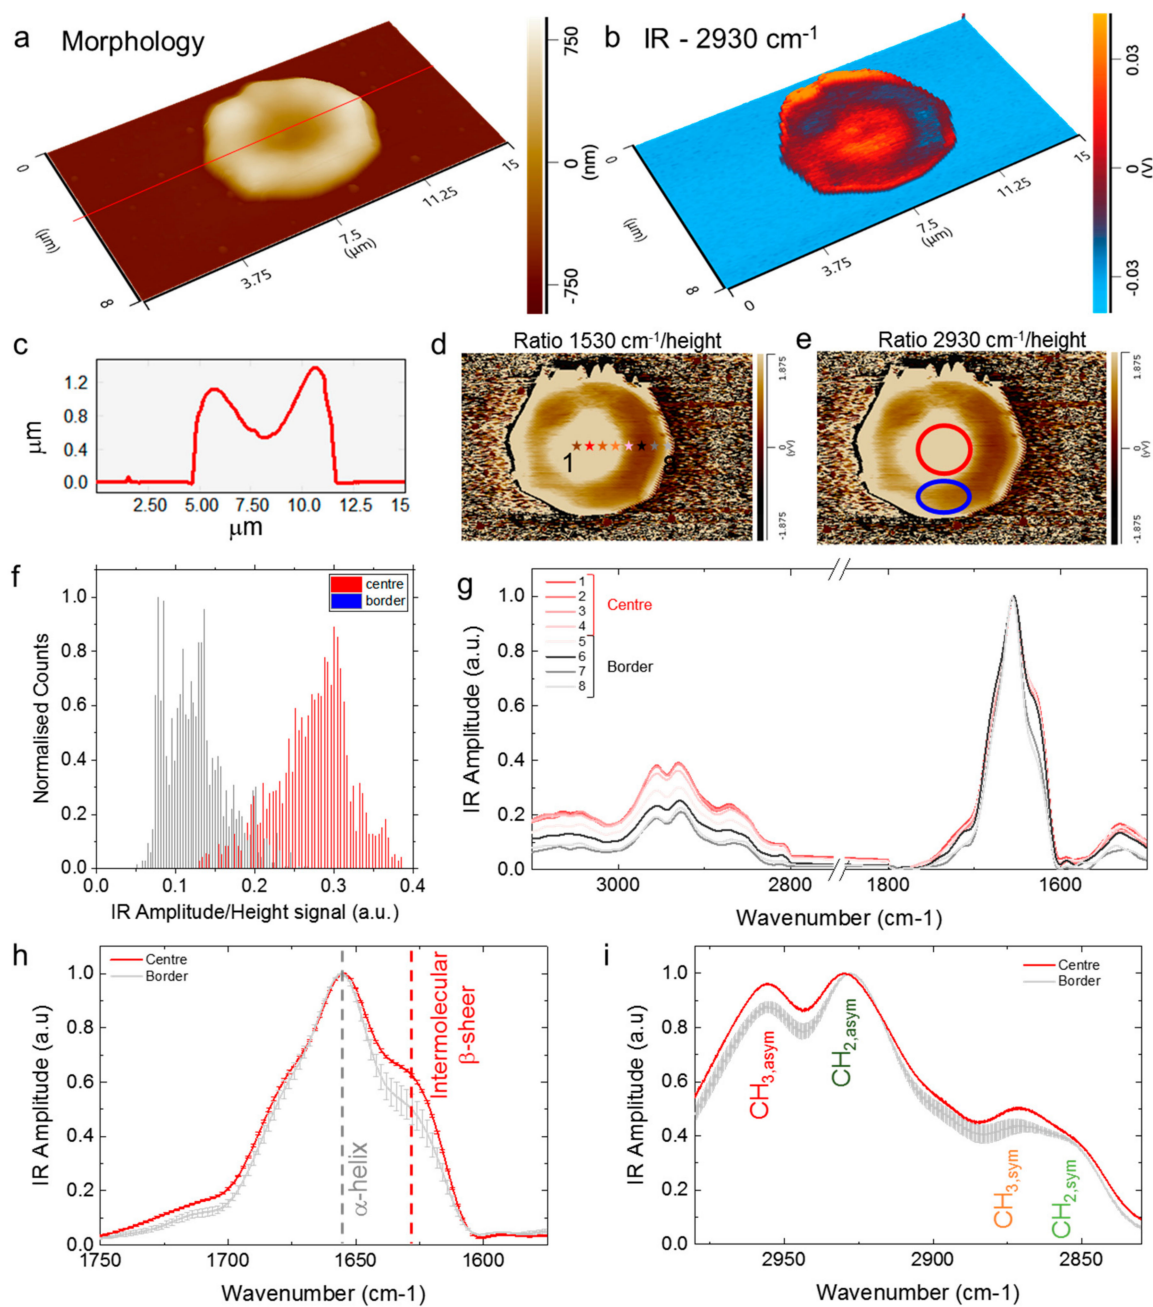 a Morphology
750
0
(nm)
-750
0
(μm)
8
3.75
7.5
(μm)
11.25
15
b IR - 2930 cm-1
0.03
0
(V)
-0.03
0
(μm)
8
0
3.75
7.5
(μm)
11.25
15
c
μm
1.2
0.8
0.4
0.0
2.50 5.00 7.50 10.0 12.5 15
μm
d Ratio 1530 cm-1/height
1
1.875
0
(V/V)
-1.875
e Ratio 2930 cm-1/height
1.875
0
(V/V)
-1.875
f
centre
border
Normalised Counts
1.0
0.8
0.6
0.4
0.2
0.0
0.0 0.1 0.2 0.3 0.4
IR Amplitude/Height signal (a.u.)
g
1
2
3
4
5
6
7
8
Centre
Border
IR Amplitude (a.u.)
1.0
0.8
0.6
0.4
0.2
0.0
3000 2800 1800 1600
Wavenumber (cm-1)
h
Centre
Border
IR Amplitude (a.u)
1.0
0.8
0.6
0.4
0.2
0.0
α-helix
Intermolecular
β-sheer
1750 1700 1650 1600
Wavenumber (cm-1)
i
Centre
Border
IR Amplitude (a.u)
1.0
0.8
0.6
0.4
0.2
0.0
CH3,asym
CH2,asym
CH3,sym
CH2,sym
2950 2900 2850
Wavenumber (cm-1)